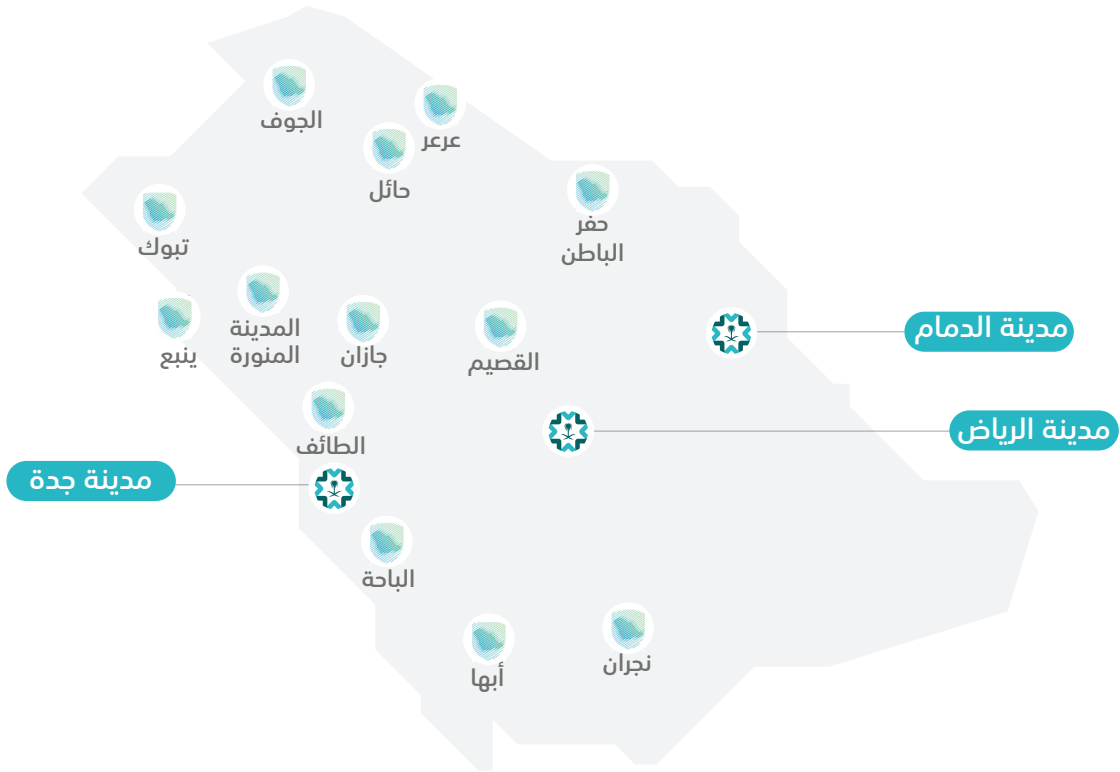 الجوف
عرعر
حائل
حفر
الباطن
تبوك
المدينة
المنورة
ينبع
جازان
القصيم
مدينة الدمام
مدينة الرياض
الطائف
مدينة جدة
الباحة
نجران
أبها